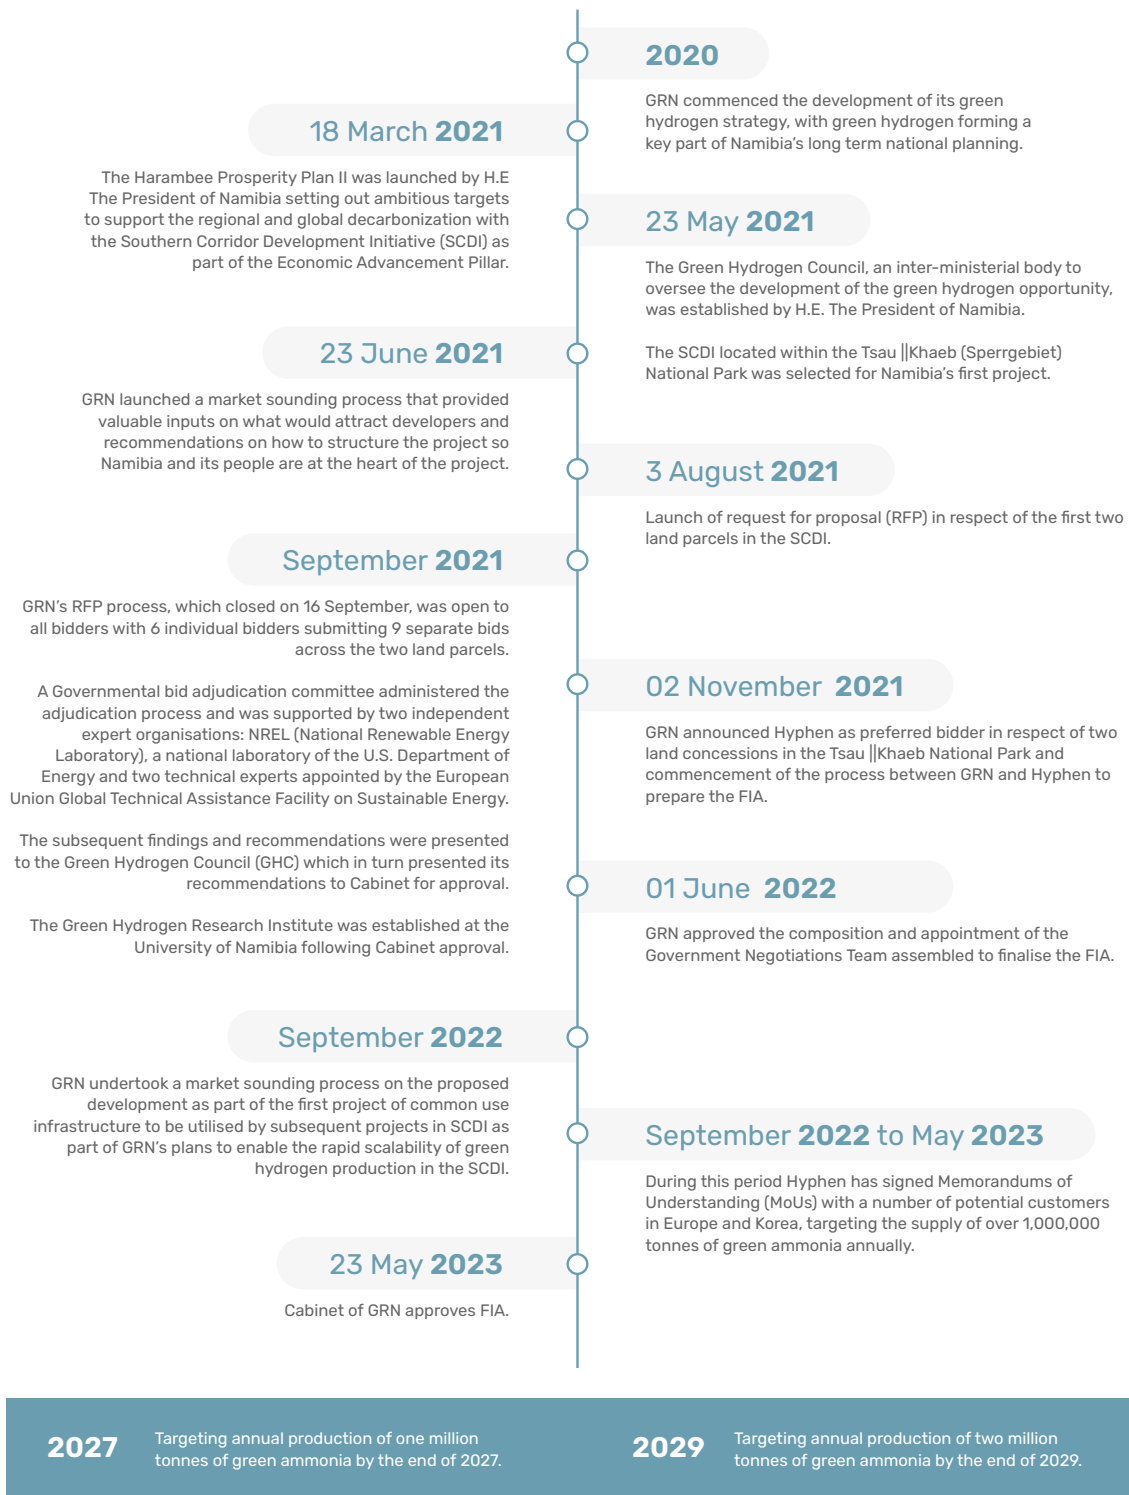 2020
GRN commenced the development of its green
hydrogen strategy, with green hydrogen forming a
key part of Namibia's long term national planning.
18 March 2021
The Harambee Prosperity Plan II was launched by H.E
The President of Namibia setting out ambitious targets
to support the regional and global decarbonization with
the Southern Corridor Development Initiative (SCDI) as
part of the Economic Advancement Pillar.
23 May 2021
The Green Hydrogen Council, an inter-ministerial body to
oversee the development of the green hydrogen opportunity,
was established by H.E. The President of Namibia.
The SCDI located within the Tsau ||Khaeb (Sperrgebiet)
National Park was selected for Namibia's first project.
23 June 2021
GRN launched a market sounding process that provided
valuable inputs on what would attract developers and
recommendations on how to structure the project so
Namibia and its people are at the heart of the project.
3 August 2021
Launch of request for proposal (RFP) in respect of the first two
land parcels in the SCDI.
September 2021
GRN's RFP process, which closed on 16 September, was open to
all bidders with 6 individual bidders submitting 9 separate bids
across the two land parcels.
A Governmental bid adjudication committee administered the
adjudication process and was supported by two independent
expert organisations: NREL (National Renewable Energy
Laboratory), a national laboratory of the U.S. Department of
Energy and two technical experts appointed by the European
Union Global Technical Assistance Facility on Sustainable Energy.
The subsequent findings and recommendations were presented
to the Green Hydrogen Council (GHC) which in turn presented its
recommendations to Cabinet for approval.
The Green Hydrogen Research Institute was established at the
University of Namibia following Cabinet approval.
02 November 2021
GRN announced Hyphen as preferred bidder in respect of two
land concessions in the Tsau ||Khaeb National Park and
commencement of the process between GRN and Hyphen to
prepare the FIA.
01 June 2022
GRN approved the composition and appointment of the
Government Negotiations Team assembled to finalise the FIA.
September 2022
GRN undertook a market sounding process on the proposed
development as part of the first project of common use
infrastructure to be utilised by subsequent projects in SCDI as
part of GRN's plans to enable the rapid scalability of green
hydrogen production in the SCDI.
September 2022 to May 2023
During this period Hyphen has signed Memorandums of
Understanding (MoUs) with a number of potential customers
in Europe and Korea, targeting the supply of over 1,000,000
tonnes of green ammonia annually.
23 May 2023
Cabinet of GRN approves FIA.
2027
Targeting annual production of one million
tonnes of green ammonia by the end of 2027.
2029
Targeting annual production of two million
tonnes of green ammonia by the end of 2029.